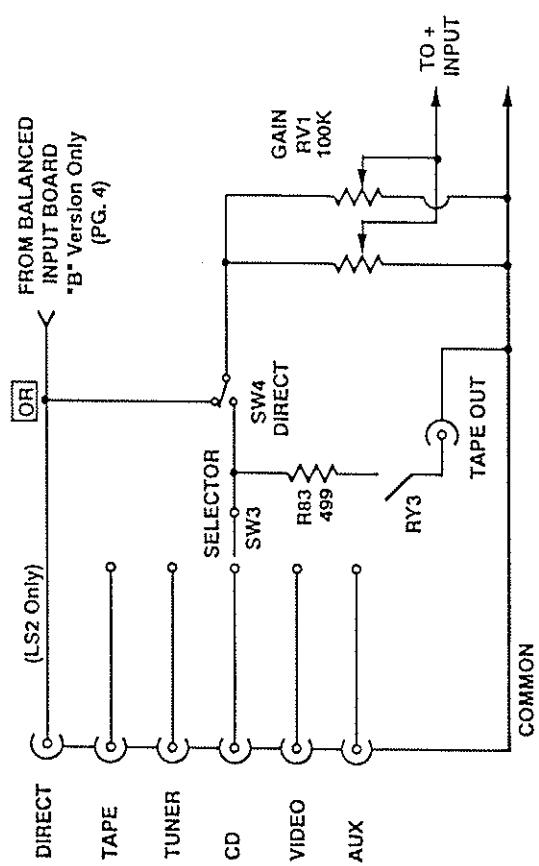 DIRECT
TAPE
TUNER
CD
VIDEO
AUX
(LS2 Only)
OR
FROM BALANCED
INPUT BOARD
"B" Version Only
(PG. 4)
SELECTOR
SW3
SW4
DIRECT
R83
499
RY3
TAPE OUT
GAIN
RV1
100K
TO +
INPUT
COMMON